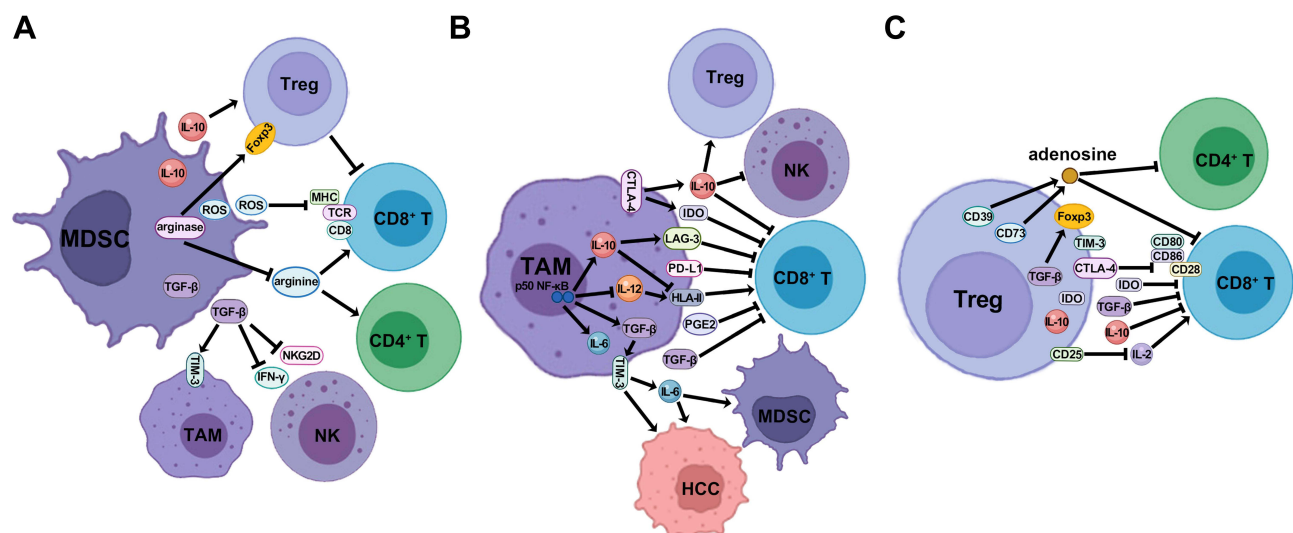 A
Treg
IL-10
Foxp3
IL-10
MHC
ROS
ROS
TCR
CD8⁺ T
arginase
CD8
MDSC
arginine
TGF-β
TGF-β
CD4⁺ T
NKG2D
TIM-3
IFN-γ
TAM
NK
B
Treg
NK
CTLA-4
IL-10
IDO
IL-10
LAG-3
TAM
PD-L1
CD8⁺ T
p50 NF-κB
IL-12
HLA-II
TGF-β
PGE2
IL-6
TGF-β
TIM-3
IL-6
MDSC
HCC
C
adenosine
CD4⁺ T
CD39
Foxp3
CD73
TIM-3
CD80
CD86
TGF-β
CTLA-4
CD28
CD8⁺ T
Treg
IDO
IDO
TGF-β
IL-10
IL-10
CD25
IL-2